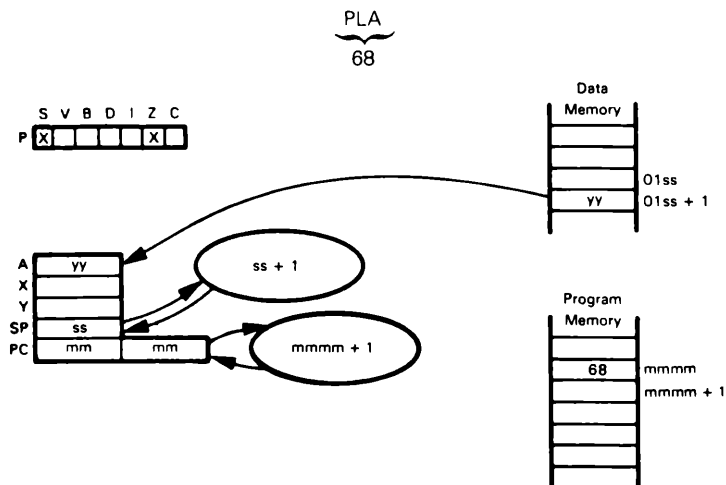 PLA
68
S V B D I Z C
P X X
Data
Memory
01ss
yy 01ss + 1
A yy
X
Y
SP ss
PC mm mm
ss + 1
mmmm + 1
Program
Memory
68 mmmm
mmmm + 1